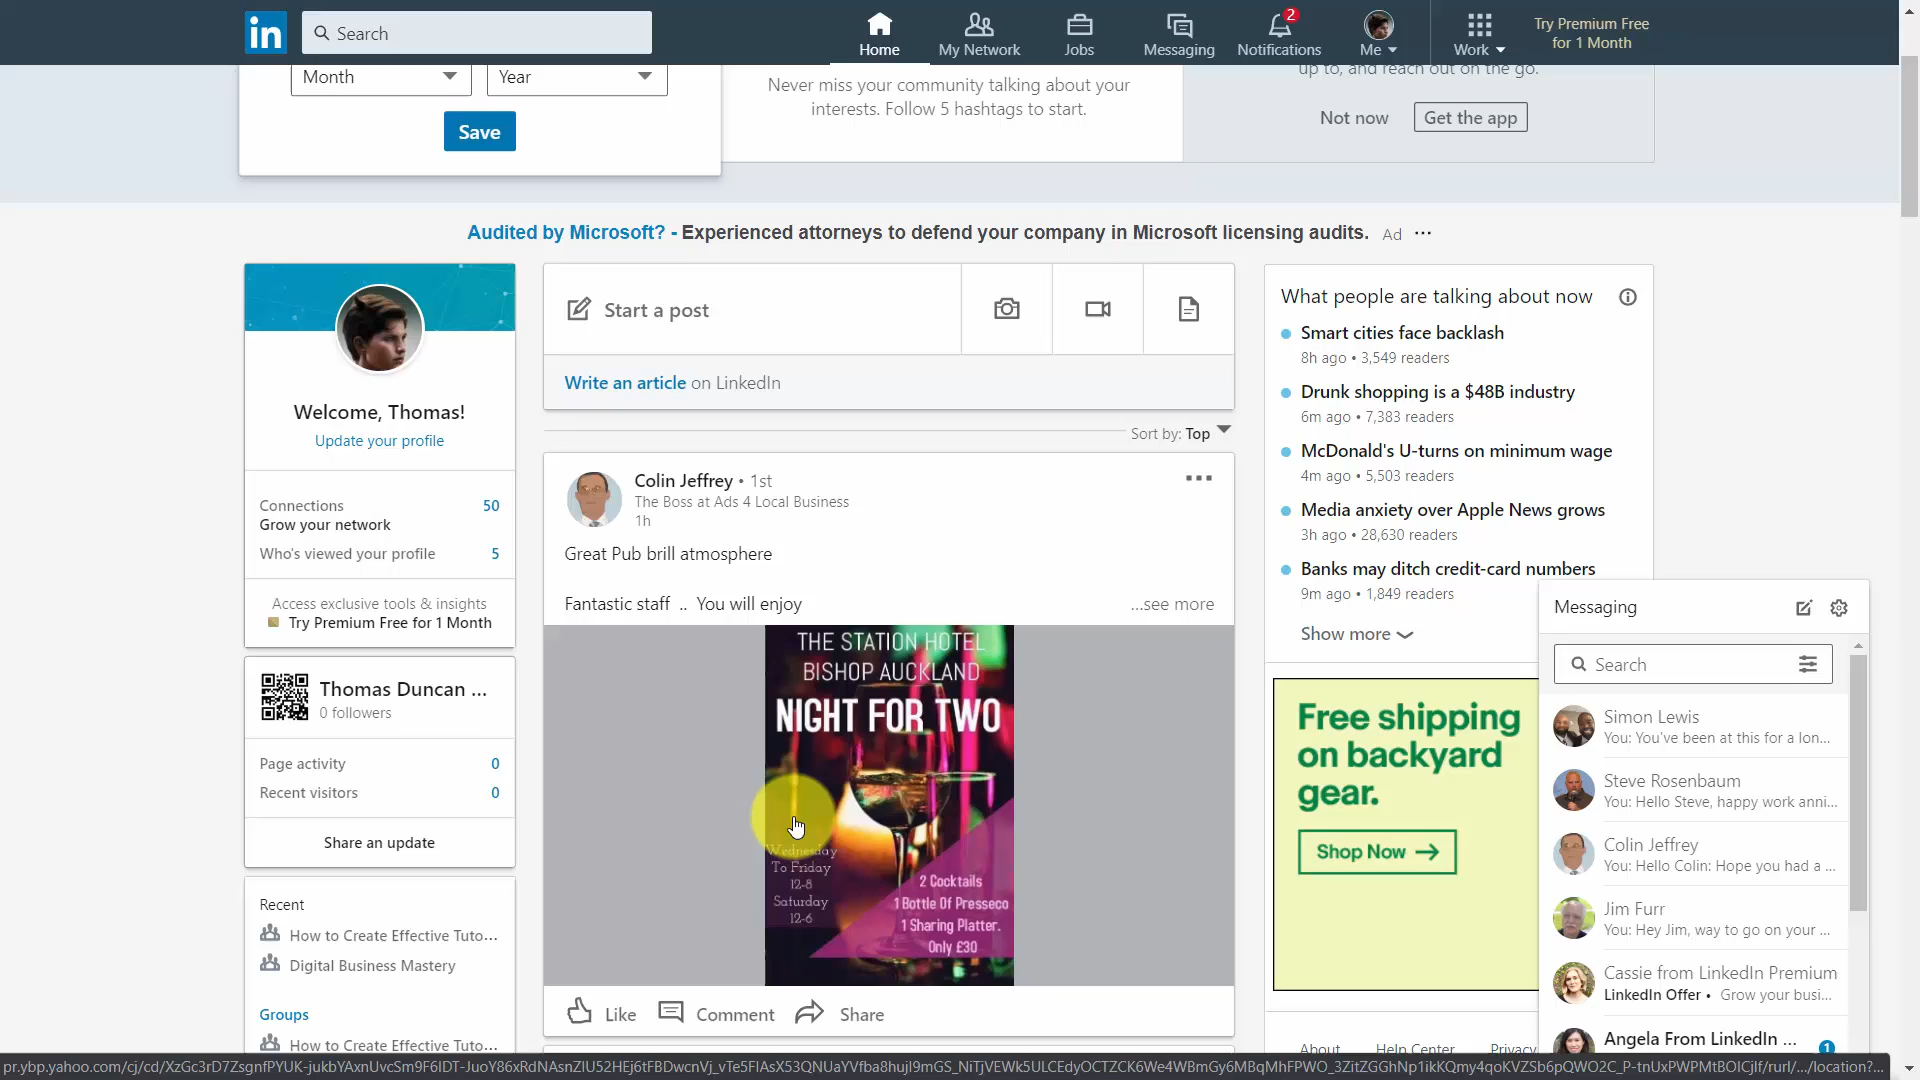 in
Search
Home
My Network
Jobs
Messaging
2
Notifications
Me
Work
Try Premium Free
for 1 Month
Month
Year
Save
Never miss your community talking about your
interests. Follow 5 hashtags to start.
up to, and reach out on the go.
Not now
Get the app
Audited by Microsoft? - Experienced attorneys to defend your company in Microsoft licensing audits. Ad
Welcome, Thomas!
Update your profile
Connections 50
Grow your network
Who's viewed your profile 5
Access exclusive tools & insights
Try Premium Free for 1 Month
Thomas Duncan ...
0 followers
Page activity 0
Recent visitors 0
Share an update
Recent
How to Create Effective Tuto...
Digital Business Mastery
Groups
How to Create Effective Tuto...
Start a post
Write an article on LinkedIn
Sort by: Top
Colin Jeffrey • 1st
The Boss at Ads 4 Local Business
1h
Great Pub brill atmosphere
Fantastic staff .. You will enjoy
...see more
THE STATION HOTEL
BISHOP AUCKLAND
NIGHT FOR TWO
Wednesday
To Friday
12-8
Saturday
12-6
2 Cocktails
1 Bottle Of Presseco
1 Sharing Platter.
Only £30
Like
Comment
Share
What people are talking about now
Smart cities face backlash
8h ago • 3,549 readers
Drunk shopping is a $48B industry
6m ago • 7,383 readers
McDonald's U-turns on minimum wage
4m ago • 5,503 readers
Media anxiety over Apple News grows
3h ago • 28,630 readers
Banks may ditch credit-card numbers
9m ago • 1,849 readers
Show more
Free shipping
on backyard
gear.
Shop Now
About
Help Center
Privacy
Messaging
Search
Simon Lewis
You: You've been at this for a lon...
Steve Rosenbaum
You: Hello Steve, happy work anni...
Colin Jeffrey
You: Hello Colin: Hope you had a ...
Jim Furr
You: Hey Jim, way to go on your ...
Cassie from LinkedIn Premium
LinkedIn Offer • Grow your busi...
Angela From LinkedIn ...
1